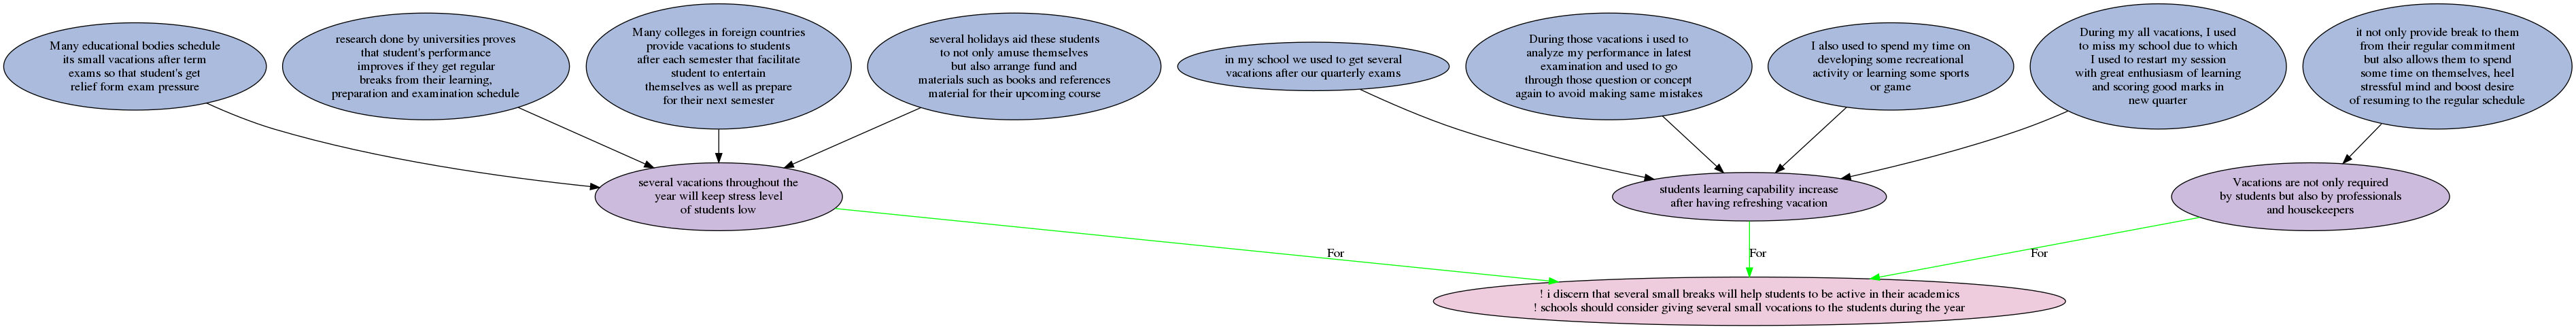 Many educational bodies schedule
its small vacations after term
exams so that student's get
relief form exam pressure
research done by universities proves
that student's performance
improves if they get regular
breaks from their learning,
preparation and examination schedule
Many colleges in foreign countries
provide vacations to students
after each semester that facilitate
student to entertain
themselves as well as prepare
for their next semester
several holidays aid these students
to not only amuse themselves
but also arrange fund and
materials such as books and references
material for their upcoming course
in my school we used to get several
vacations after our quarterly exams
During those vacations i used to
analyze my performance in latest
examination and used to go
through those question or concept
again to avoid making same mistakes
I also used to spend my time on
developing some recreational
activity or learning some sports
or game
During my all vacations, I used
to miss my school due to which
I used to restart my session
with great enthusiasm of learning
and scoring good marks in
new quarter
it not only provide break to them
from their regular commitment
but also allows them to spend
some time on themselves, heel
stressful mind and boost desire
of resuming to the regular schedule
several vacations throughout the
year will keep stress level
of students low
students learning capability increase
after having refreshing vacation
Vacations are not only required
by students but also by professionals
and housekeepers
For
For
For
! i discern that several small breaks will help students to be active in their academics
! schools should consider giving several small vocations to the students during the year